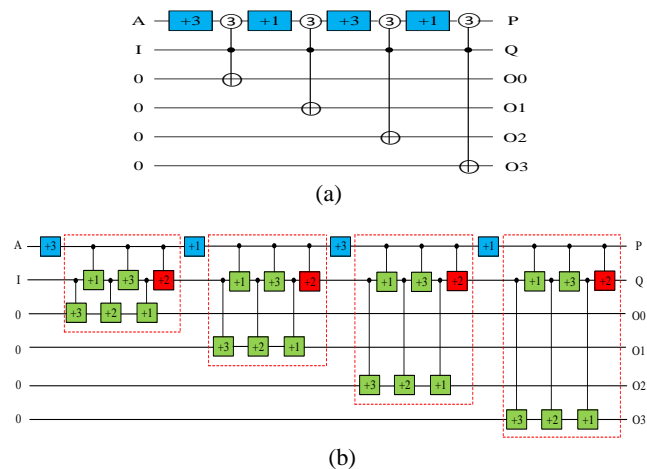 A +3 3 +1 3 +3 3 +1 3 P
I Q
0 O0
0 O1
0 O2
0 O3
(a)
A +3 +1 +3 +1 P
I +1 +3 +2 +1 +3 +2 +1 +3 +2 +1 +3 +2 Q
0 +3 +2 +1 O0
0 +3 +2 +1 O1
0 +3 +2 +1 O2
0 +3 +2 +1 O3
(b)